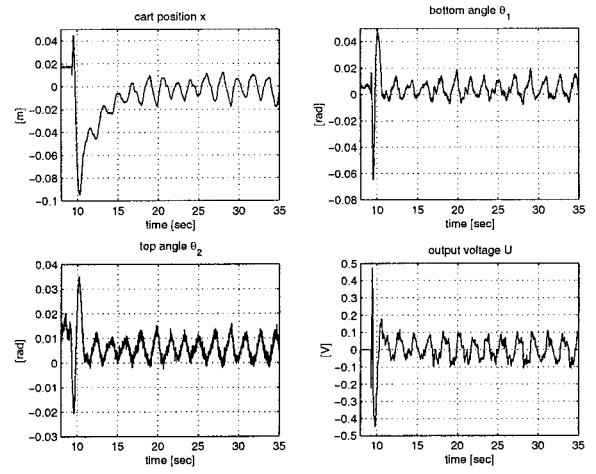 cart position x
0.04
0.02
0
−0.02
−0.04
−0.06
−0.08
−0.1
[m]
10 15 20 25 30 35
time [sec]
bottom angle θ1
0.04
0.02
0
−0.02
−0.04
−0.06
−0.08
[rad]
10 15 20 25 30 35
time [sec]
top angle θ2
0.04
0.03
0.02
0.01
0
−0.01
−0.02
−0.03
[rad]
10 15 20 25 30 35
time [sec]
output voltage U
0.5
0.4
0.3
0.2
0.1
0
−0.1
−0.2
−0.3
−0.4
−0.5
[V]
10 15 20 25 30 35
time [sec]